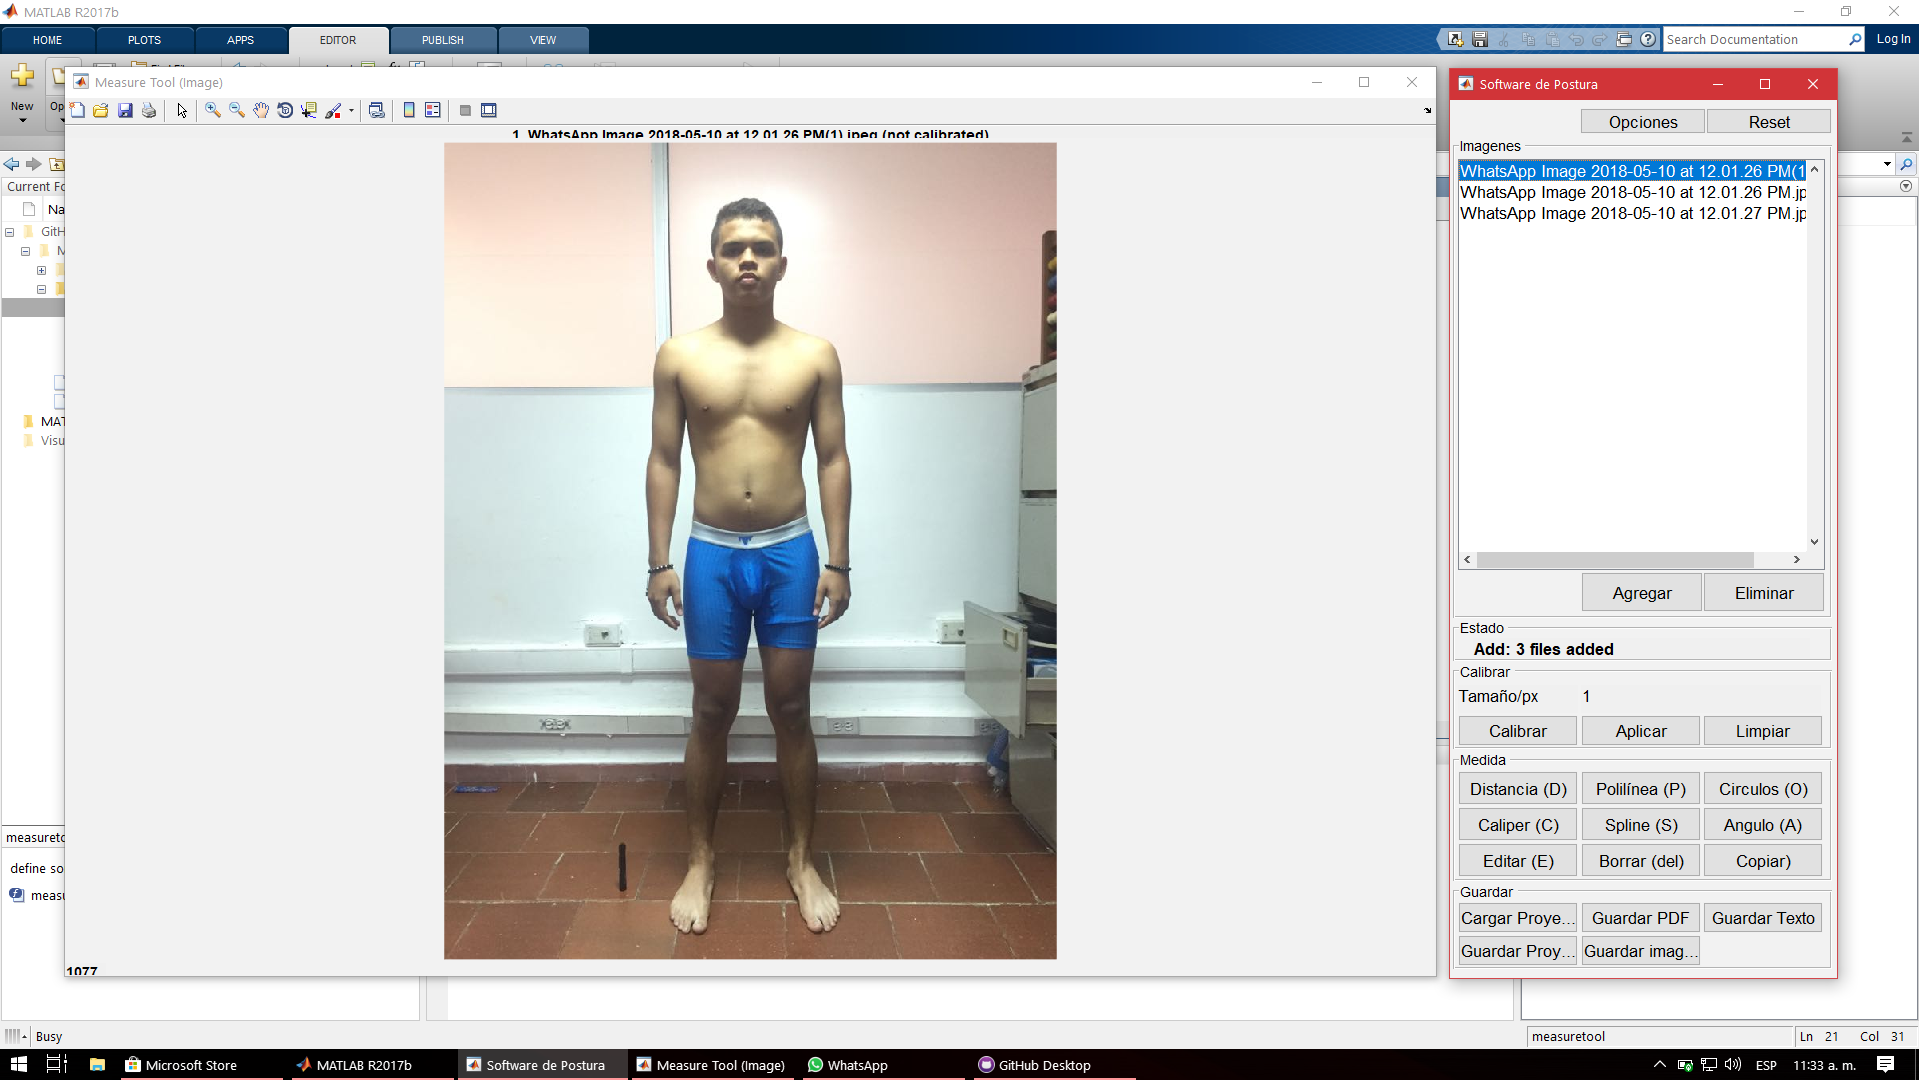 MATLAB R2017b
HOME
PLOTS
APPS
EDITOR
PUBLISH
VIEW
Search Documentation
Log In
New
Measure Tool (Image)
1. WhatsApp Image 2018-05-10 at 12.01.26 PM(1).jpeg (not calibrated)
Current Fo
Na
GitH
M
MAT
Visu
measureto
define so
measu
1077
Software de Postura
Opciones
Reset
Imagenes
WhatsApp Image 2018-05-10 at 12.01.26 PM(1
WhatsApp Image 2018-05-10 at 12.01.26 PM.jp
WhatsApp Image 2018-05-10 at 12.01.27 PM.jp
Agregar
Eliminar
Estado
Add: 3 files added
Calibrar
Tamaño/px 1
Calibrar
Aplicar
Limpiar
Medida
Distancia (D)
Polilínea (P)
Circulos (O)
Caliper (C)
Spline (S)
Angulo (A)
Editar (E)
Borrar (del)
Copiar)
Guardar
Cargar Proye...
Guardar PDF
Guardar Texto
Guardar Proy...
Guardar imag...
Busy
measuretool
Ln 21 Col 31
Microsoft Store
MATLAB R2017b
Software de Postura
Measure Tool (Image)
WhatsApp
GitHub Desktop
ESP
11:33 a. m.